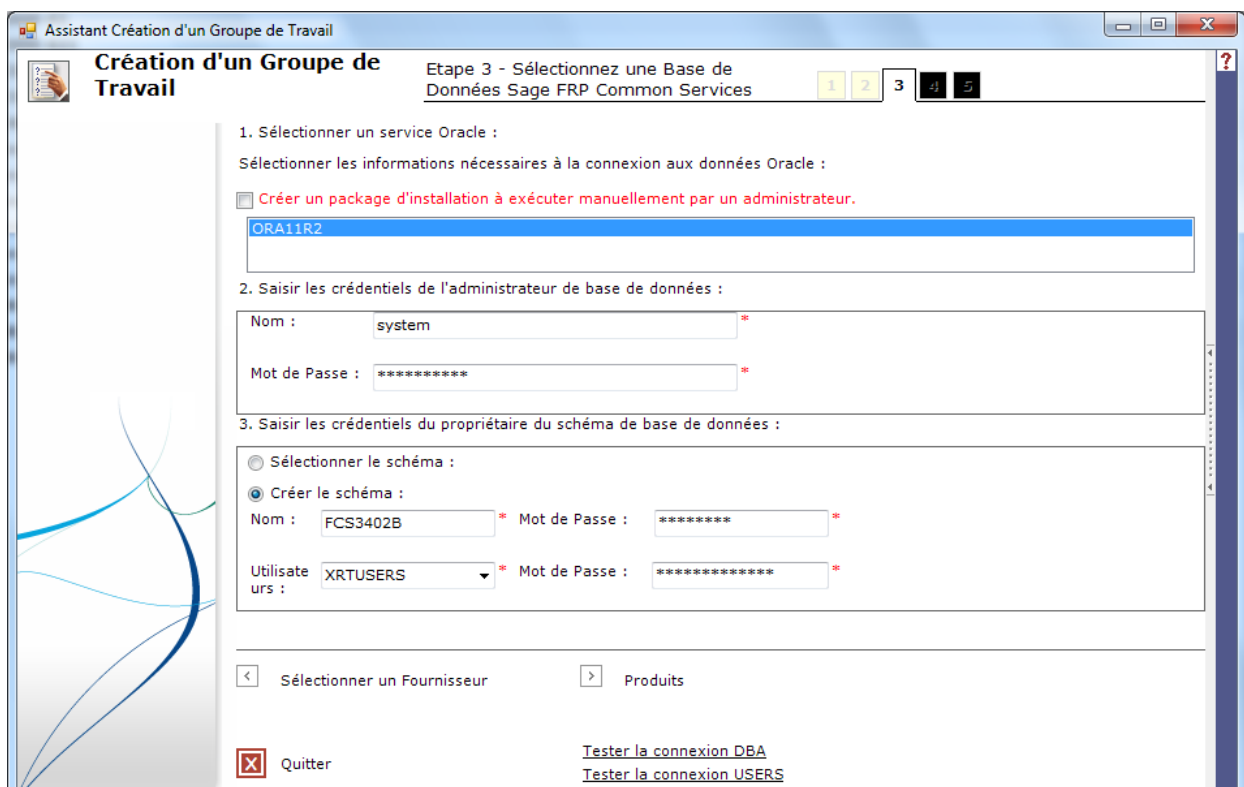 Assistant Création d'un Groupe de Travail
Création d'un Groupe de
Travail
Etape 3 - Sélectionnez une Base de
Données Sage FRP Common Services
1 2 3 4 5
?
1. Sélectionner un service Oracle :
Sélectionner les informations nécessaires à la connexion aux données Oracle :
Créer un package d'installation à exécuter manuellement par un administrateur.
ORA11R2
2. Saisir les crédentiels de l'administrateur de base de données :
Nom : system *
Mot de Passe : ********** *
3. Saisir les crédentiels du propriétaire du schéma de base de données :
Sélectionner le schéma :
Créer le schéma :
Nom : FCS3402B * Mot de Passe : ******** *
Utilisate
urs : XRTUSERS * Mot de Passe : ************* *
< Sélectionner un Fournisseur > Produits
X Quitter
Tester la connexion DBA
Tester la connexion USERS